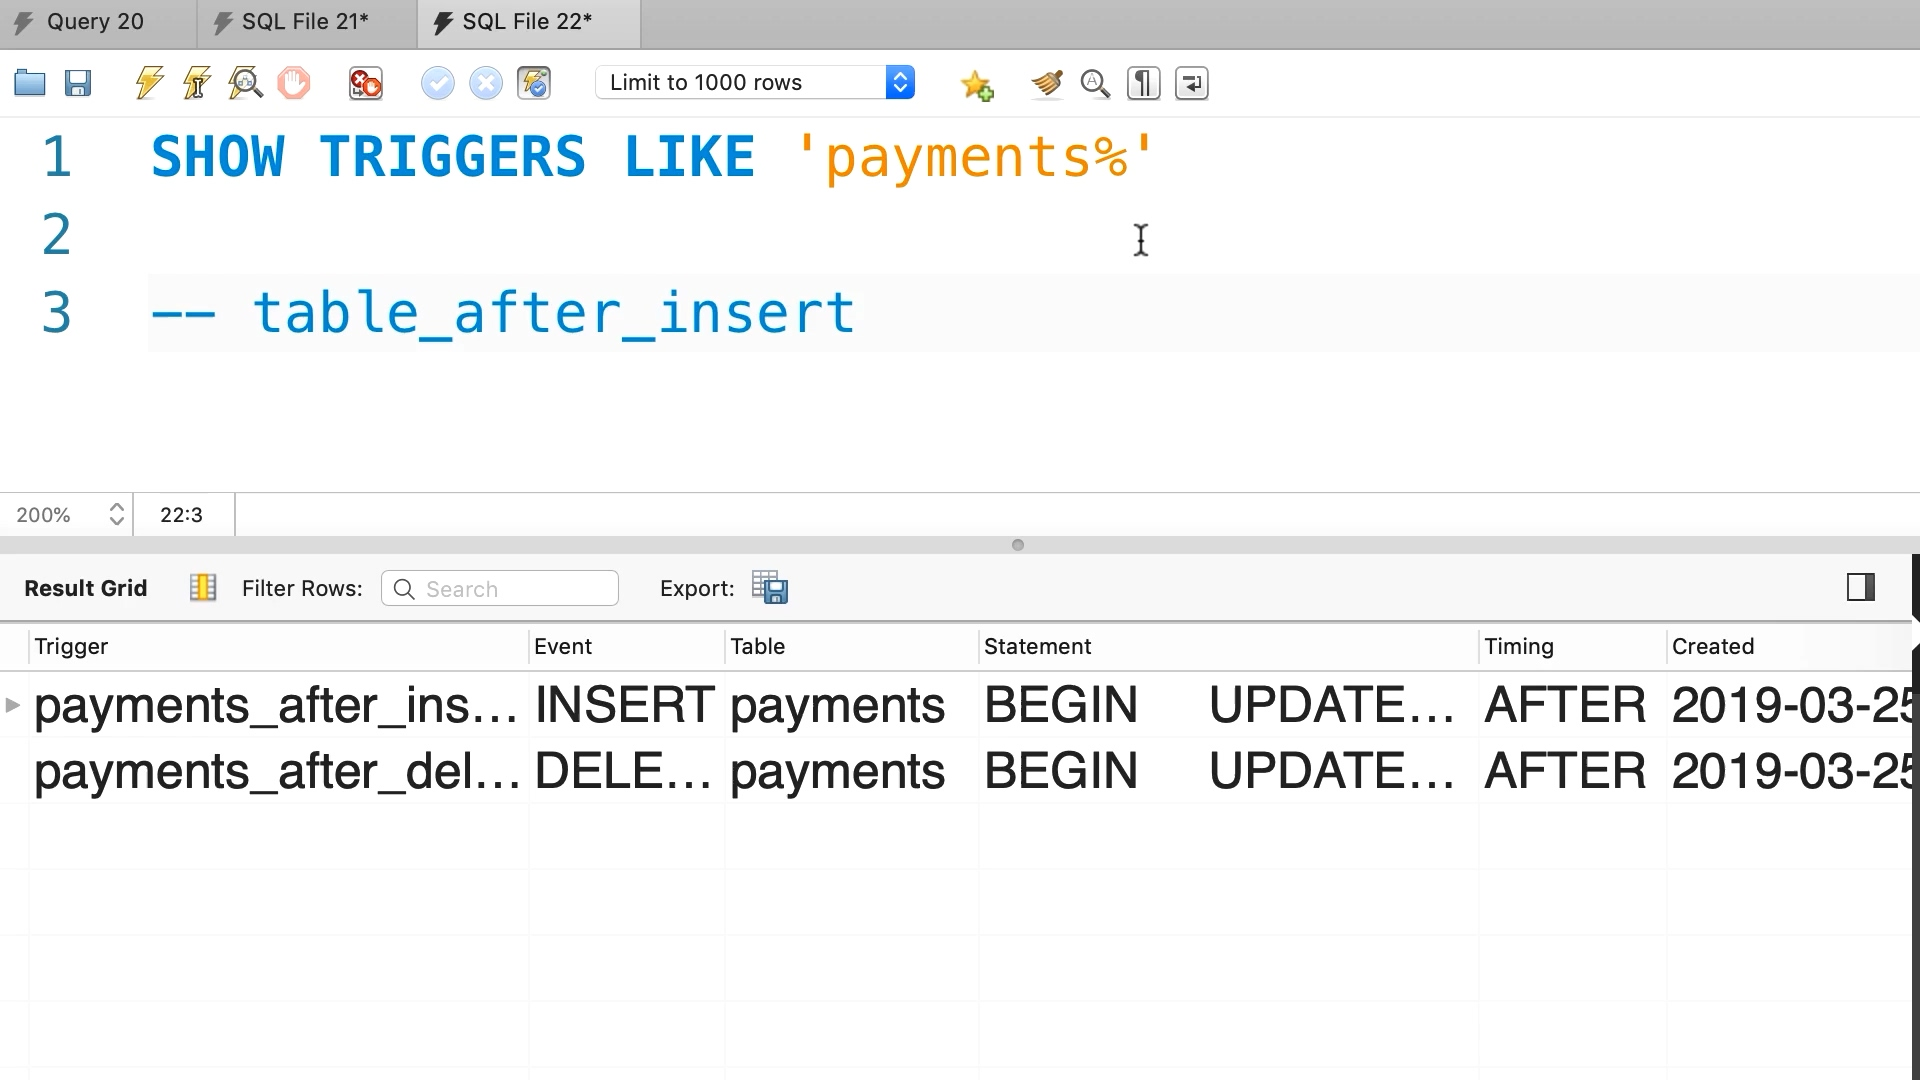 Query 20 SQL File 21* SQL File 22*
Limit to 1000 rows
1 SHOW TRIGGERS LIKE 'payments%'
2
3 -- table_after_insert
200% 22:3
Result Grid Filter Rows: Search Export:
Trigger Event Table Statement Timing Created
payments_after_ins... INSERT payments BEGIN UPDATE... AFTER 2019-03-25
payments_after_del... DELE... payments BEGIN UPDATE... AFTER 2019-03-25